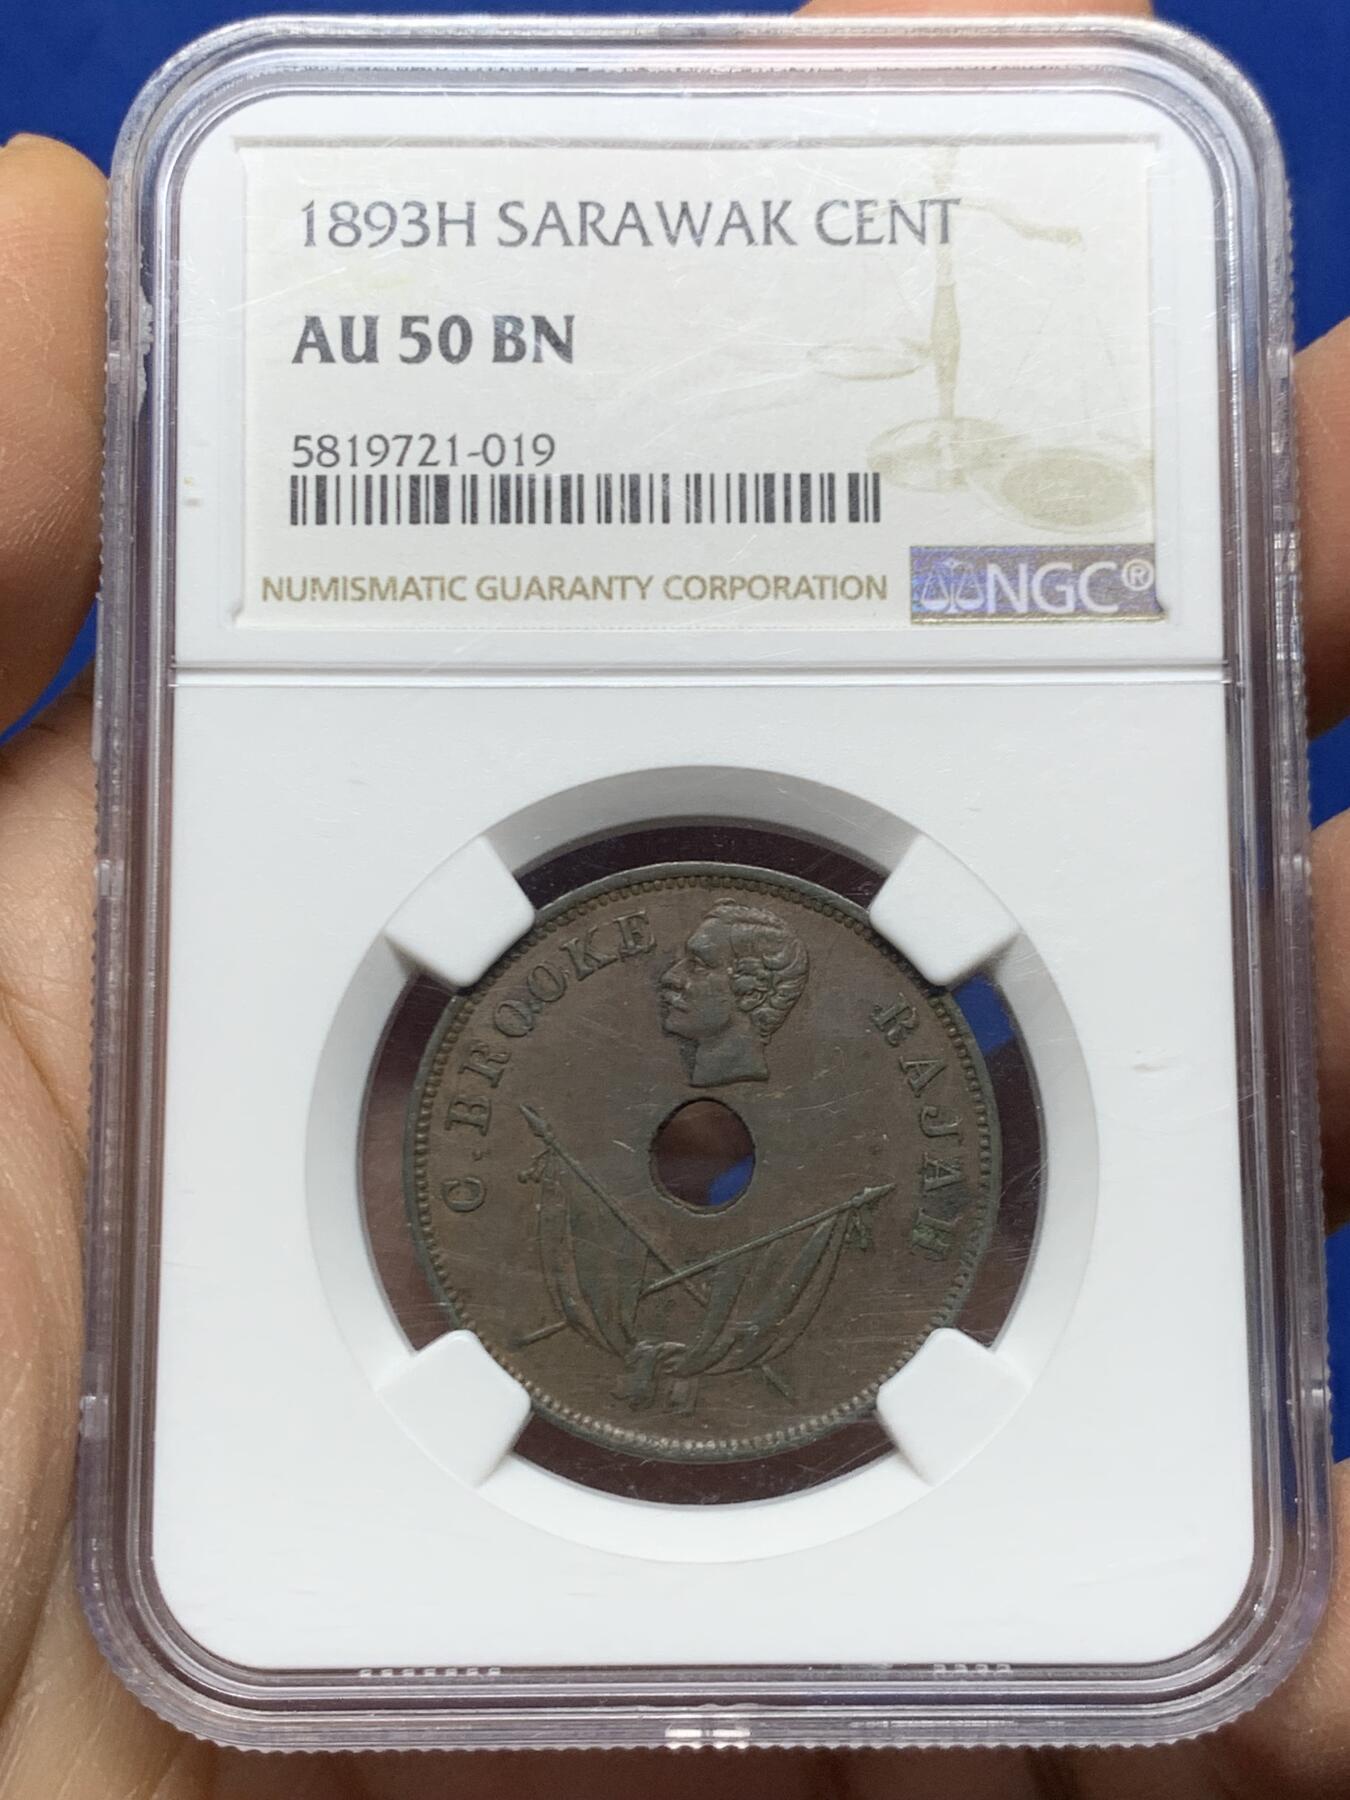 1893H SARAWAK CENT
AU 50 BN
5819721-019
NUMISMATIC GUARANTY CORPORATION
NGC®
C. BROOKE RAJAH